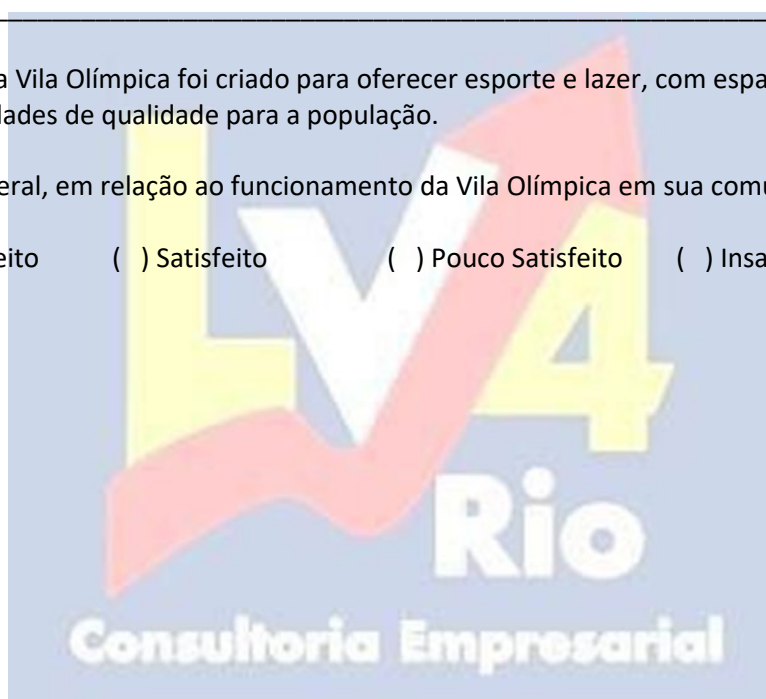 a Vila Olímpica foi criado para oferecer esporte e lazer, com espa
dades de qualidade para a população.
eral, em relação ao funcionamento da Vila Olímpica em sua comu
eito ( ) Satisfeito ( ) Pouco Satisfeito ( ) Insa
LV4
Rio
Consultoria Empresarial